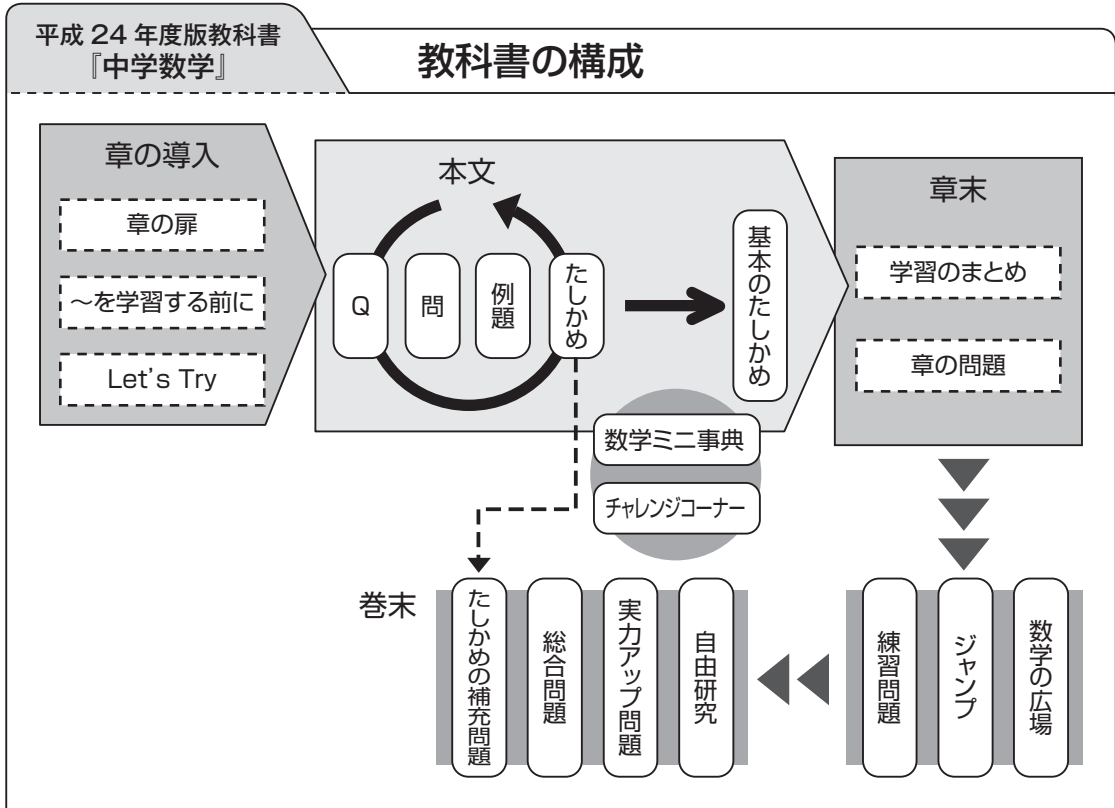 平成 24 年度版教科書
『中学数学』
教科書の構成
章の導入
章の扉
〜を学習する前に
Let's Try
本文
Q
問
例題
たしかめ
基本のたしかめ
数学ミニ事典
チャレンジコーナー
章末
学習のまとめ
章の問題
数学の広場
ジャンプ
練習問題
巻末
自由研究
実力アップ問題
総合問題
たしかめの補充問題